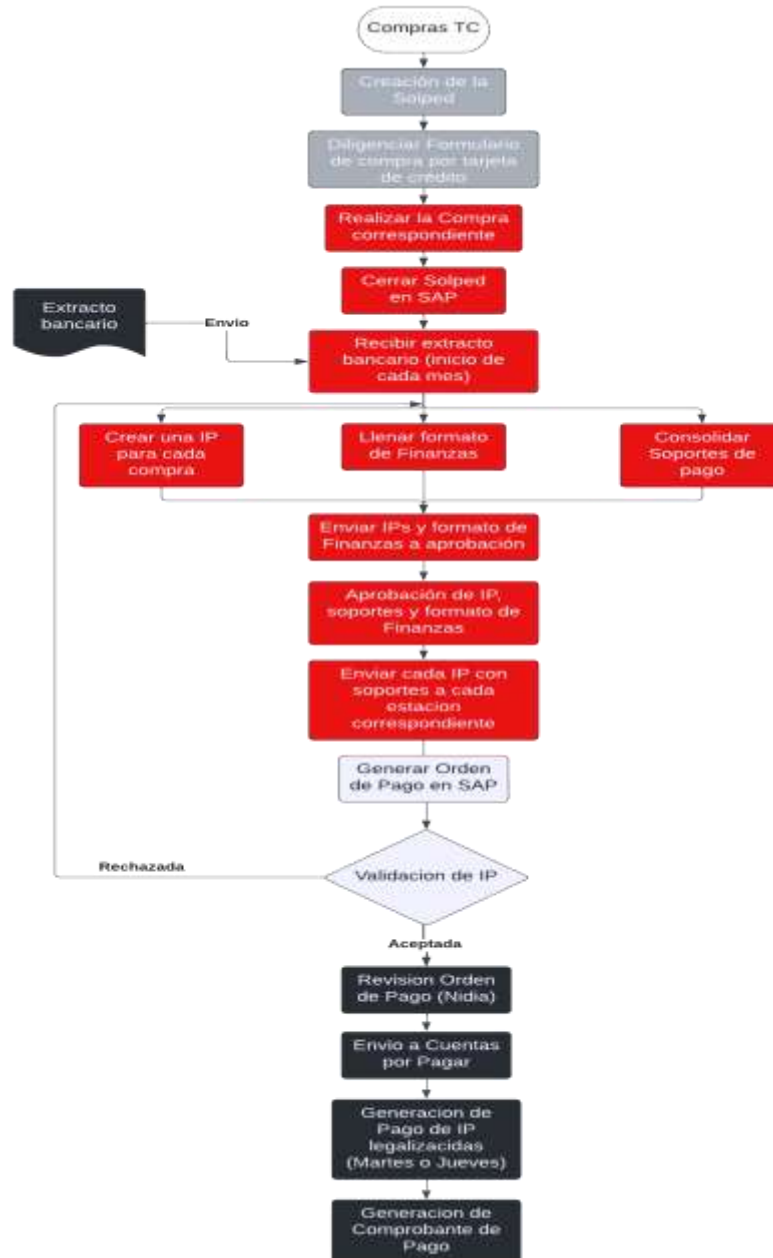 Compras TC
Creación de la
Solped
Diligenciar Formulario
de compra por tarjeta
de crédito
Realizar la Compra
correspondiente
Cerrar Solped
en SAP
Extracto
bancario
Envio
Recibir extracto
bancario (inicio de
cada mes)
Crear una IP
para cada
compra
Llenar formato
de Finanzas
Consolidar
Soportes de
pago
Enviar IPs y formato de
Finanzas a aprobación
Aprobación de IP,
soportes y formato de
Finanzas
Enviar cada IP con
soportes a cada
estacion
correspondiente
Generar Orden
de Pago en SAP
Rechazada
Validacion de IP
Aceptada
Revision Orden
de Pago (Nidia)
Envio a Cuentas
por Pagar
Generacion de
Pago de IP
legalizacidas
(Martes o Jueves)
Generacion de
Comprobante de
Pago